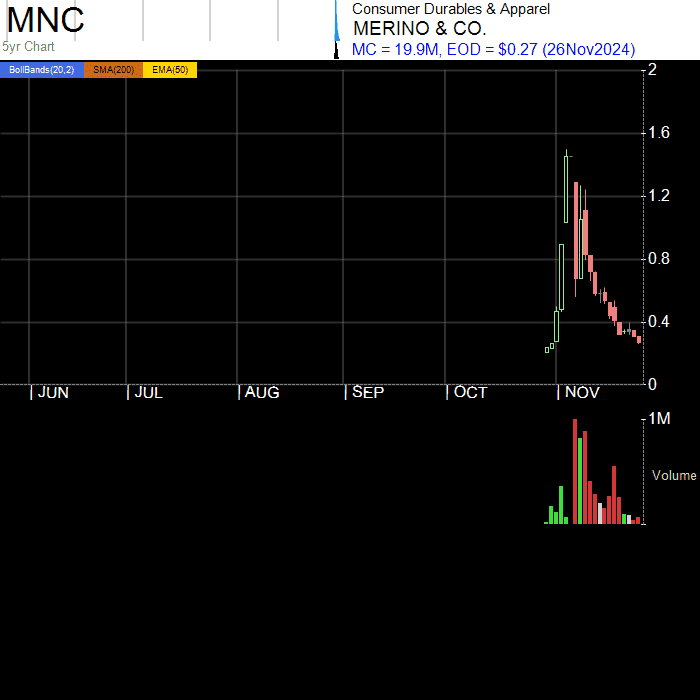 MNC
5yr Chart
Consumer Durables & Apparel
MERINO & CO.
MC = 19.9M, EOD = $0.27 (26Nov2024)
BollBands(20,2) SMA(200) EMA(50)
2
1.6
1.2
0.8
0.4
0
JUN JUL AUG SEP OCT NOV
1M
Volume